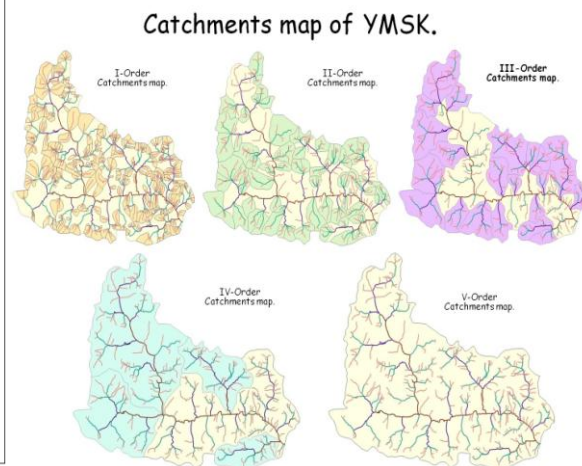 Catchments map of YMSK.
I-Order
Catchments map.
II-Order
Catchments map.
III-Order
Catchments map.
IV-Order
Catchments map.
V-Order
Catchments map.